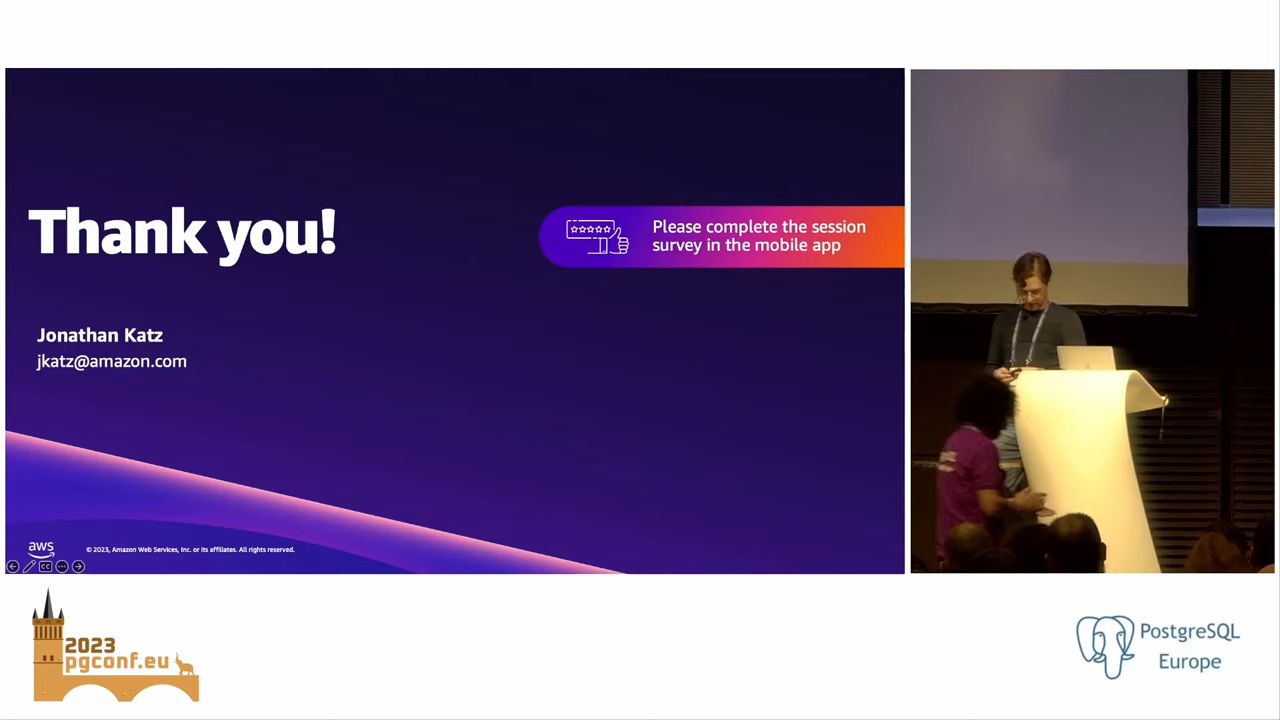 Thank you!
Please complete the session
survey in the mobile app
Jonathan Katz
jkatz@amazon.com
aws
© 2023, Amazon Web Services, Inc. or its affiliates. All rights reserved.
CC
2023
pgconf.eu
PostgreSQL
Europe